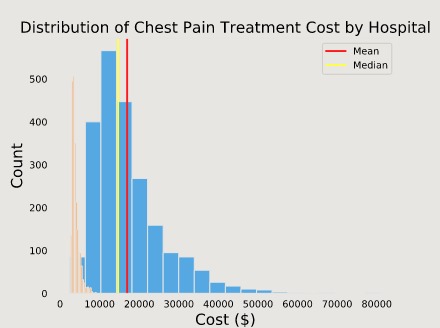 Distribution of Chest Pain Treatment Cost by Hospital
Mean
Median
500
400
300
200
100
0
Count
0 10000 20000 30000 40000 50000 60000 70000 80000
Cost ($)